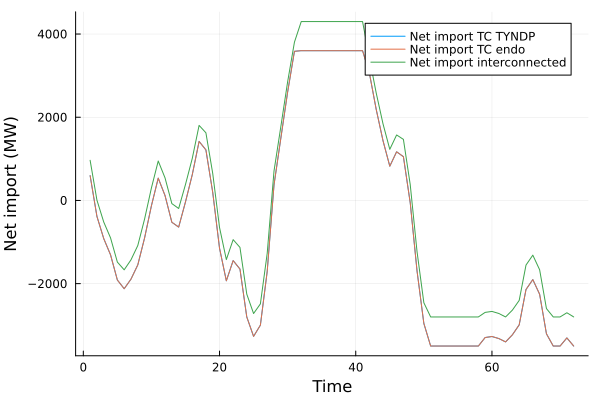 4000
2000
0
−2000
Net import (MW)
Net import TC TYNDP
Net import TC endo
Net import interconnected
0
20
40
60
Time